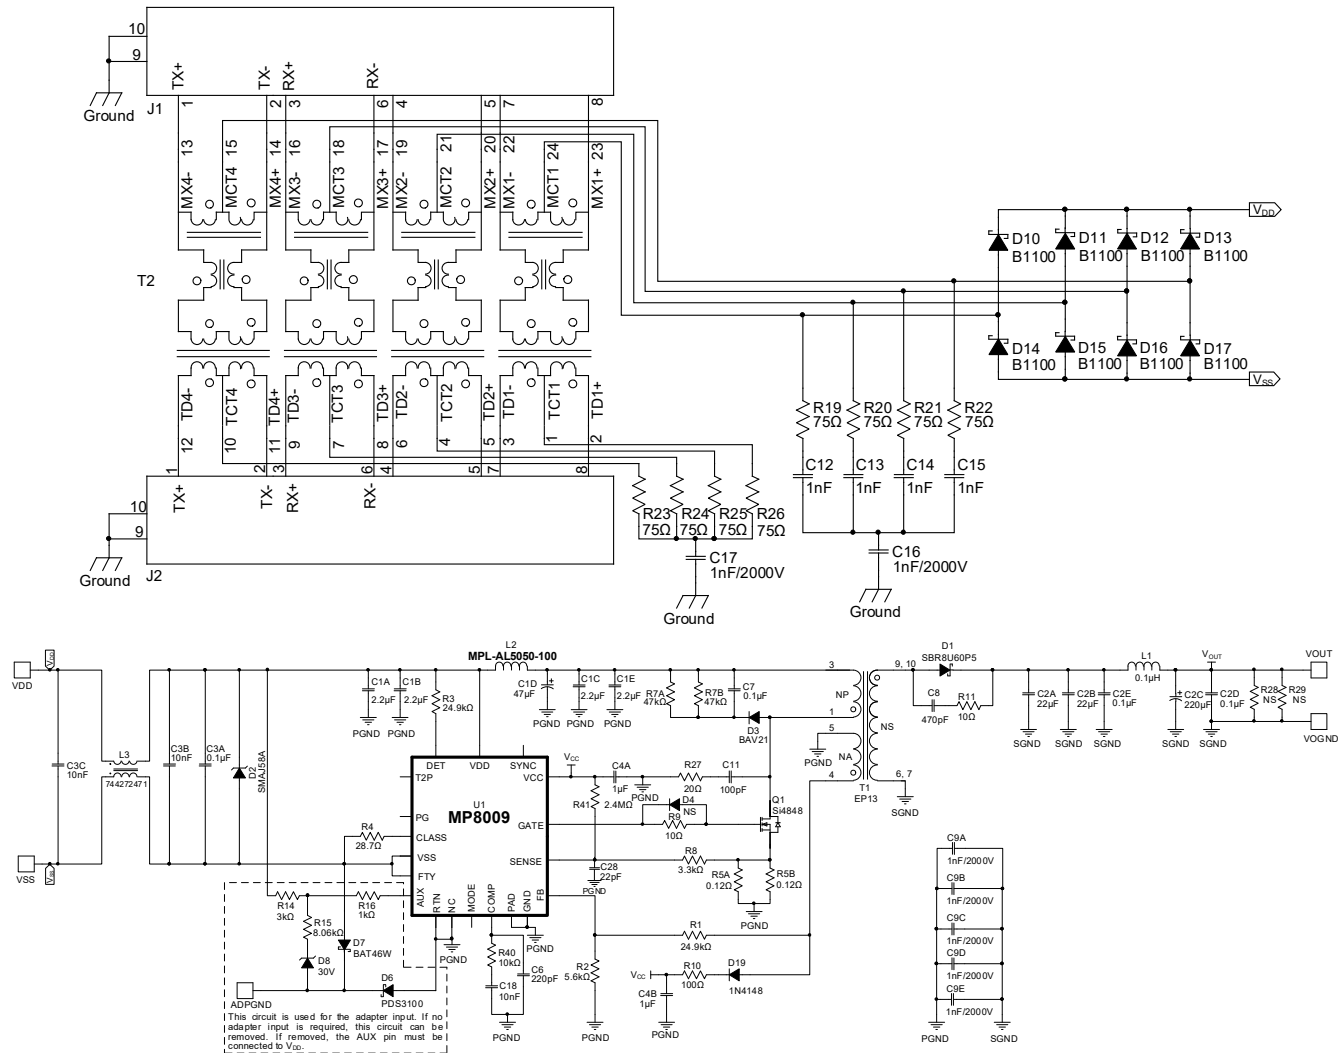 10
9
Ground
J1
TX+
TX-
RX+
RX-
1
2
3
6
4
5
7
8
13
15
14
16
18
17
19
21
20
22
24
23
MX4-
MCT4
MX4+
MX3-
MCT3
MX3+
MX2-
MCT2
MX2+
MX1-
MCT1
MX1+
T2
TD4-
TCT4
TD4+
TD3-
TCT3
TD3+
TD2-
TCT2
TD2+
TD1-
TCT1
TD1+
12
10
11
9
7
8
6
4
5
3
1
2
1
2
3
6
4
5
7
8
TX+
TX-
RX+
RX-
10
9
Ground
J2
D10
B1100
D11
B1100
D12
B1100
D13
B1100
VDD
D14
B1100
D15
B1100
D16
B1100
D17
B1100
VSS
R19
75Ω
R20
75Ω
R21
75Ω
R22
75Ω
C12
1nF
C13
1nF
C14
1nF
C15
1nF
C16
1nF/2000V
Ground
R23
75Ω
R24
75Ω
R25
75Ω
R26
75Ω
C17
1nF/2000V
Ground
VDD
VDD
VSS
VSS
C3C
10nF
L3
744272471
C3B
10nF
C3A
0.1µF
D2
SMAJ58A
C1A
2.2µF
PGND
C1B
2.2µF
PGND
R3
24.9kΩ
L2
MPL-AL5050-100
C1D
47µF
PGND
C1C
2.2µF
PGND
C1E
2.2µF
PGND
R7A
47kΩ
R7B
47kΩ
C7
0.1µF
D3
BAV21
3
NP
1
5
PGND
NA
4
9, 10
NS
6, 7
T1
EP13
SGND
D1
SBR8U60P5
C8
470pF
R11
10Ω
C2A
22µF
SGND
C2B
22µF
SGND
C2E
0.1µF
SGND
L1
0.1µH
C2C
220µF
SGND
VOUT
C2D
0.1µF
SGND
R28
NS
R29
NS
VOUT
VOGND
DET
VDD
SYNC
T2P
VCC
U1
MP8009
PG
GATE
CLASS
VSS
SENSE
FTY
AUX
RTN
NC
MODE
COMP
PAD
GND
FB
VCC
C4A
1µF
PGND
R41
2.4MΩ
R27
20Ω
C11
100pF
D4
NS
R9
10Ω
Q1
Si4848
R8
3.3kΩ
C28
22pF
PGND
R5A
0.12Ω
R5B
0.12Ω
PGND
R4
28.7Ω
R14
3kΩ
R16
1kΩ
R15
8.06kΩ
D8
30V
D7
BAT46W
D6
PDS3100
ADPGND
This circuit is used for the adapter input. If no
adapter input is required, this circuit can be
removed. If removed, the AUX pin must be
connected to VDD.
PGND
PGND
R40
10kΩ
C18
10nF
C6
220pF
PGND
R2
5.6kΩ
PGND
R1
24.9kΩ
VCC
R10
100Ω
D19
1N4148
C4B
1µF
PGND
C9A
1nF/2000V
C9B
1nF/2000V
C9C
1nF/2000V
C9D
1nF/2000V
C9E
1nF/2000V
PGND
SGND